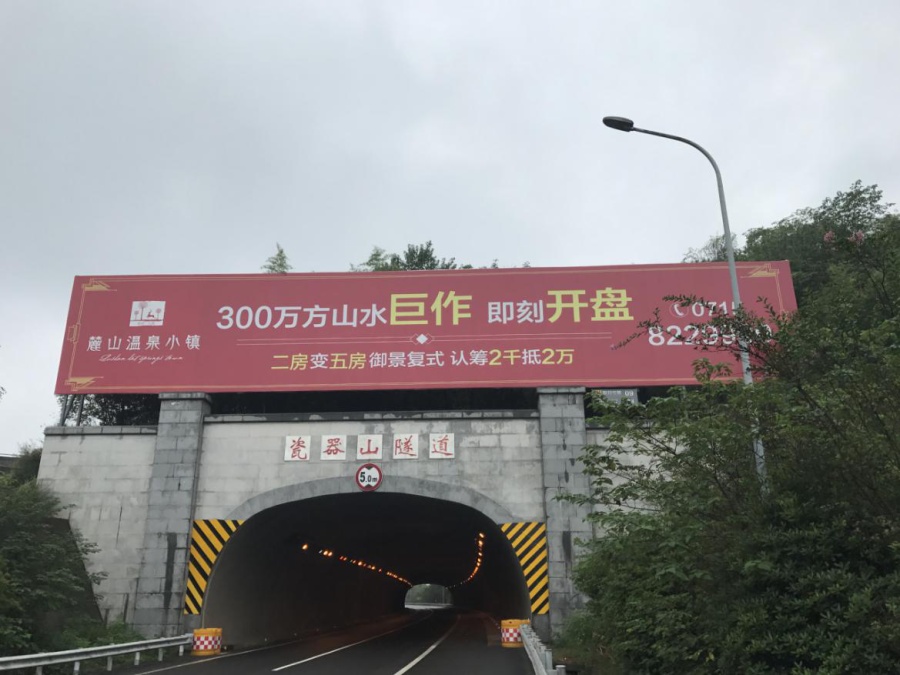 麓山温泉小镇
300万方山水巨作 即刻开盘
二房变五房 御景复式 认筹2千抵2万
0715
瓷器山隧道
5.0m